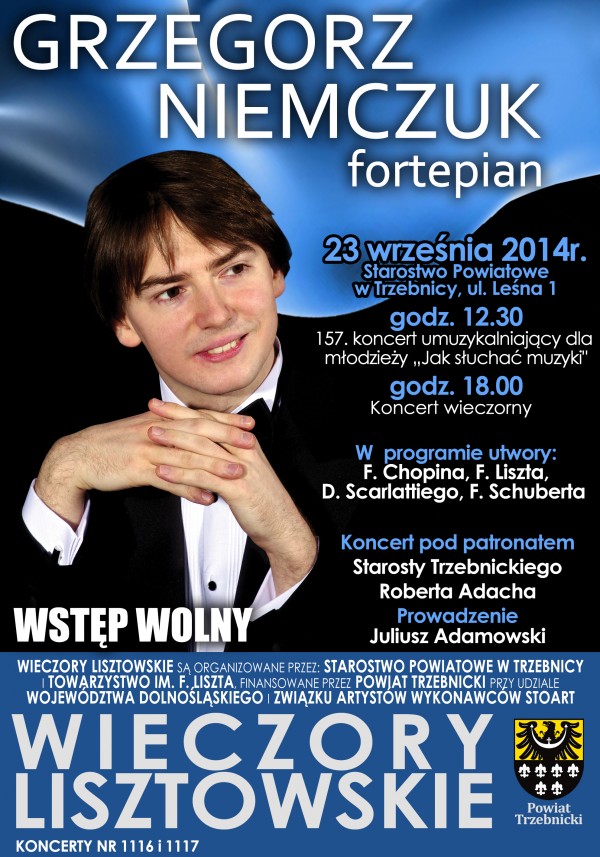 GRZEGORZ
NIEMCZUK
fortepian
23 września 2014r.
Starostwo Powiatowe
w Trzebnicy, ul. Leśna 1
godz. 12.30
157. koncert umuzykalniający dla
młodzieży „Jak słuchać muzyki"
godz. 18.00
Koncert wieczorny
W programie utwory:
F. Chopina, F. Liszta,
D. Scarlattiego, F. Schuberta
Koncert pod patronatem
Starosty Trzebnickiego
Roberta Adacha
Prowadzenie
Juliusz Adamowski
WSTĘP WOLNY
WIECZORY LISZTOWSKIE SĄ ORGANIZOWANE PRZEZ: STAROSTWO POWIATOWE W TRZEBNICY
I TOWARZYSTWO IM. F. LISZTA, FINANSOWANE PRZEZ POWIAT TRZEBNICKI PRZY UDZIALE
WOJEWÓDZTWA DOLNOŚLĄSKIEGO I ZWIĄZKU ARTYSTÓW WYKONAWCÓW STOART
WIECZORY
LISZTOWSKIE
Powiat
Trzebnicki
KONCERTY NR 1116 i 1117